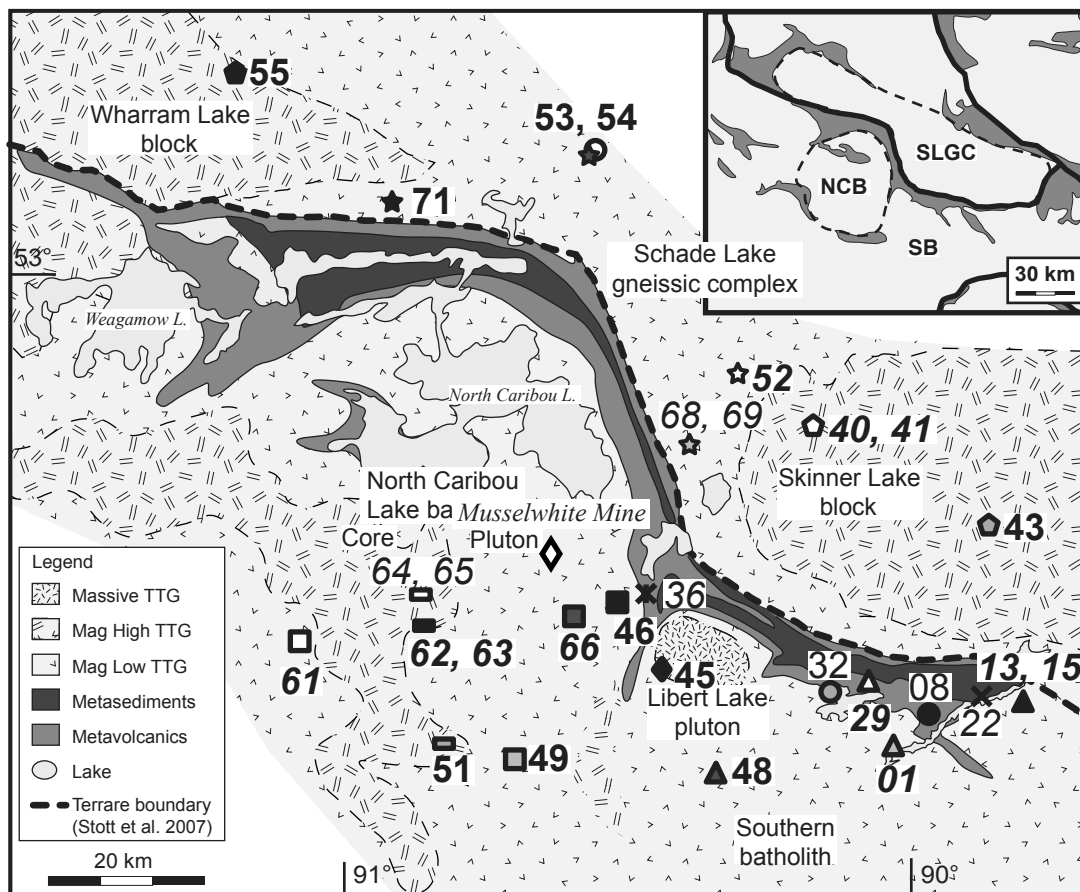 55
Wharram Lake
block
53, 54
71
SLGC
NCB
SB
30 km
53°
Schade Lake
gneissic complex
Weagamow L.
North Caribou L.
52
68, 69
40, 41
Skinner Lake
block
43
North Caribou
Lake ba
Musselwhite Mine
Core
Pluton
64, 65
36
46
66
62, 63
61
45
Libert Lake
pluton
32
29
08
13, 15
22
01
51
49
48
Southern
batholith
Legend
Massive TTG
Mag High TTG
Mag Low TTG
Metasediments
Metavolcanics
Lake
Terrare boundary
(Stott et al. 2007)
20 km
91°
90°